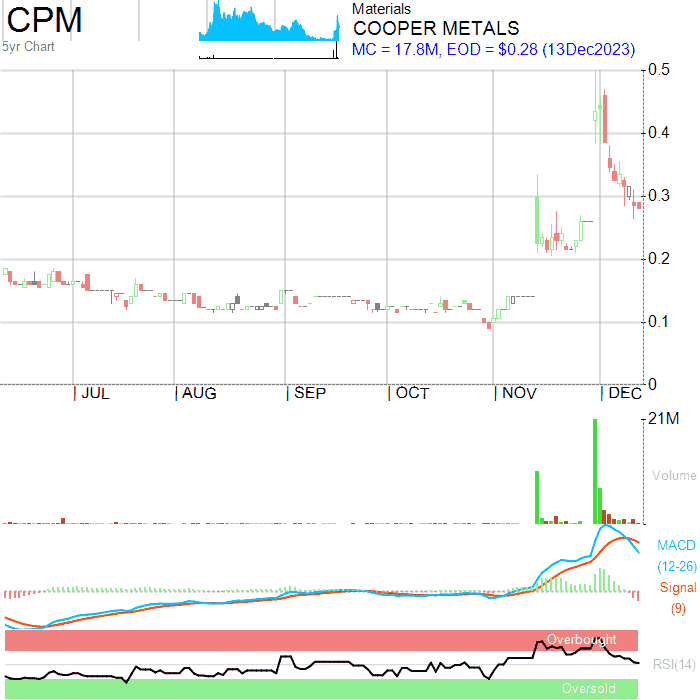 CPM
5yr Chart
Materials
COOPER METALS
MC = 17.8M, EOD = $0.28 (13Dec2023)
0.5
0.4
0.3
0.2
0.1
0
JUL AUG SEP OCT NOV DEC
21M
Volume
MACD
(12-26)
Signal
(9)
Overbought
RSI(14)
Oversold